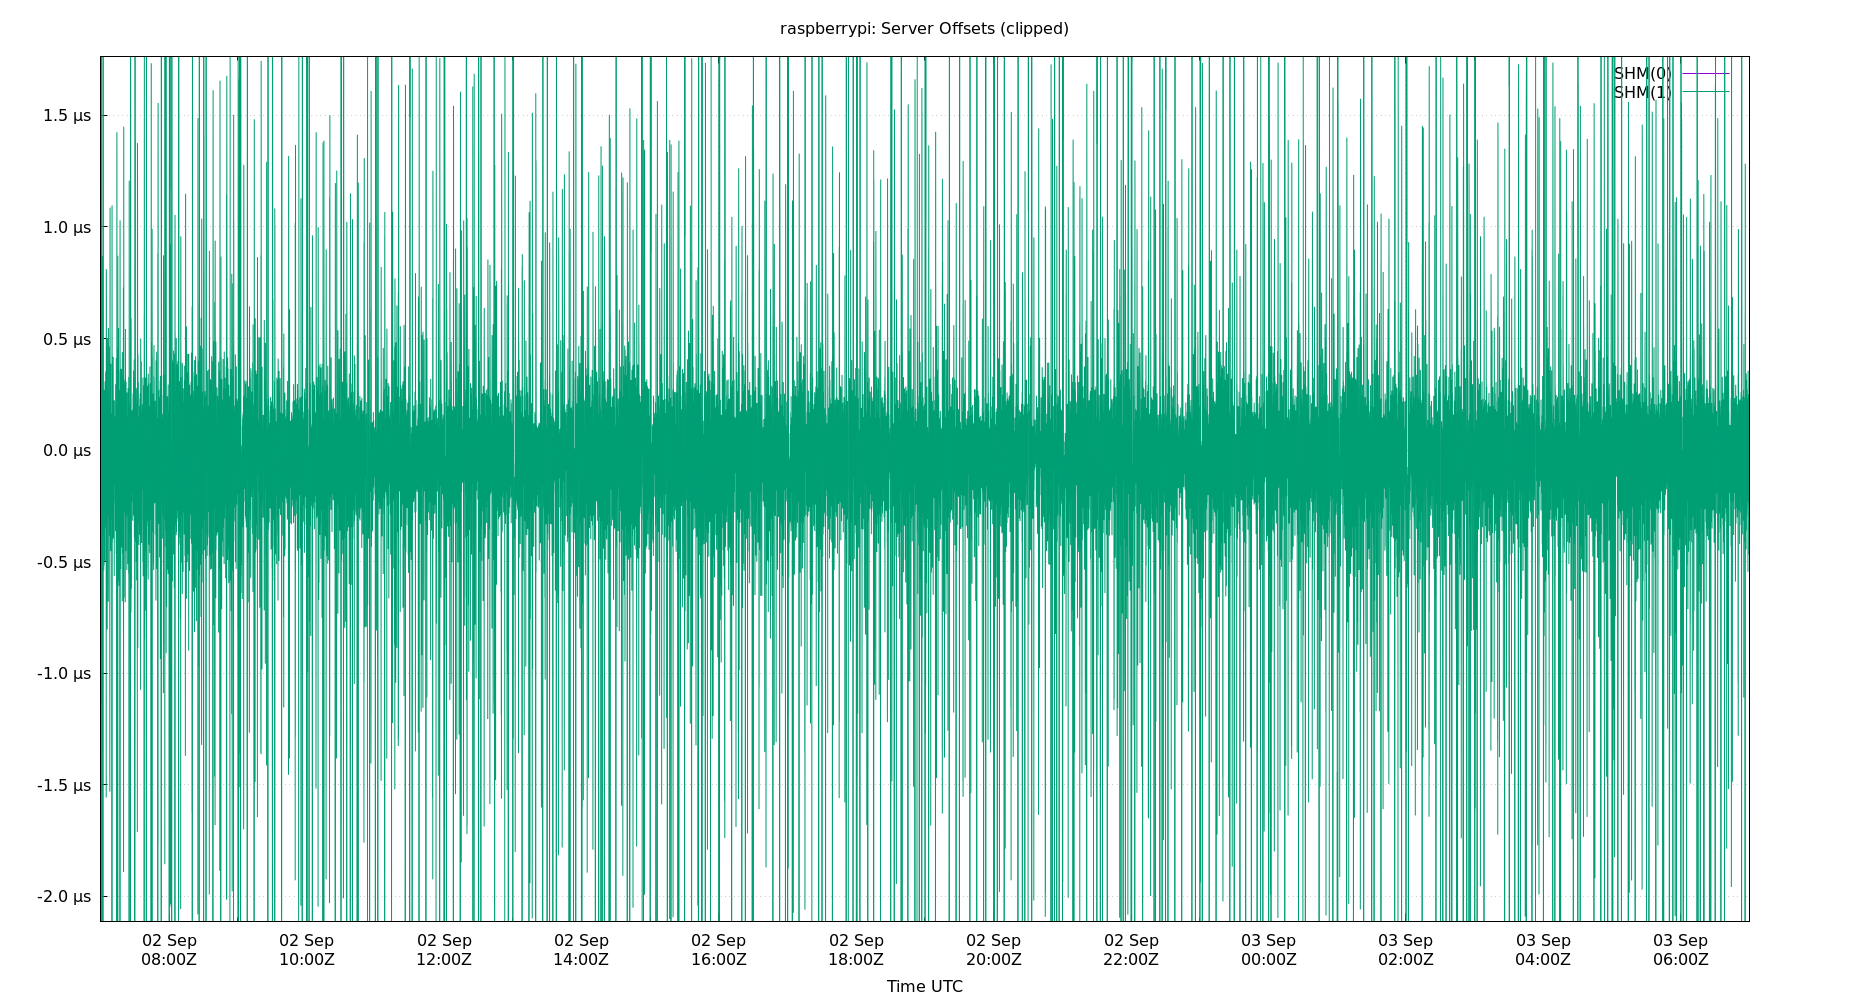 raspberrypi: Server Offsets (clipped)
SHM(0)
SHM(1)
1.5 µs
1.0 µs
0.5 µs
0.0 µs
-0.5 µs
-1.0 µs
-1.5 µs
-2.0 µs
02 Sep 02 Sep 02 Sep 02 Sep 02 Sep 02 Sep 02 Sep 02 Sep 03 Sep 03 Sep 03 Sep 03 Sep
08:00Z 10:00Z 12:00Z 14:00Z 16:00Z 18:00Z 20:00Z 22:00Z 00:00Z 02:00Z 04:00Z 06:00Z
Time UTC